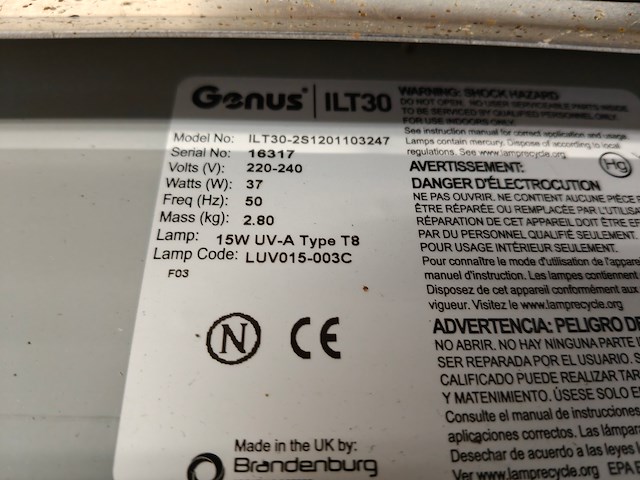 Genus® ILT30
Model No: ILT30-2S1201103247
Serial No: 16317
Volts (V): 220-240
Watts (W): 37
Freq (Hz): 50
Mass (kg): 2.80
Lamp: 15W UV-A Type T8
Lamp Code: LUV015-003C
F03
N
CE
Made in the UK by:
Brandenburg
WARNING: SHOCK HAZARD
DO NOT OPEN. NO USER SERVICEABLE PARTS INSIDE
TO BE SERVICED BY QUALIFIED PERSONNEL
FOR USE INDOORS ONLY.
See instruction manual for correct application and usage.
Lamps contain mercury. Dispose of according to local
regulations. See www.lamprecycle.org
Hg
AVERTISSEMENT:
DANGER D'ÉLECTROCUTION
NE PAS OUVRIR. NE CONTIENT AUCUNE PIÈCE
ÊTRE RÉPARÉE OU REMPLACÉE PAR
RÉPARATION DE CET APPAREIL DOIT ÊTRE
PAR DU PERSONNEL QUALIFIÉ SEULEMENT.
POUR USAGE INTÉRIEUR SEULEMENT.
Pour connaître le mode d'utilisation de
manuel d'instruction. Les lampes contiennent
Disposez de cet appareil conformément aux
vigueur. Visitez le www.lamprecycle.org
ADVERTENCIA: PELIGRO
NO ABRIR. NO HAY NINGUNA PARTE
SER REPARADA POR EL USUARIO.
CALIFICADO PUEDE REALIZAR
Y MATENIMIENTO. ÚSESE SOLO
Consulte el manual de instrucciones
aplicaciones correctos. Las
Desechar de acuerdo a las leyes
Ver www.lamprecycle.org EPA